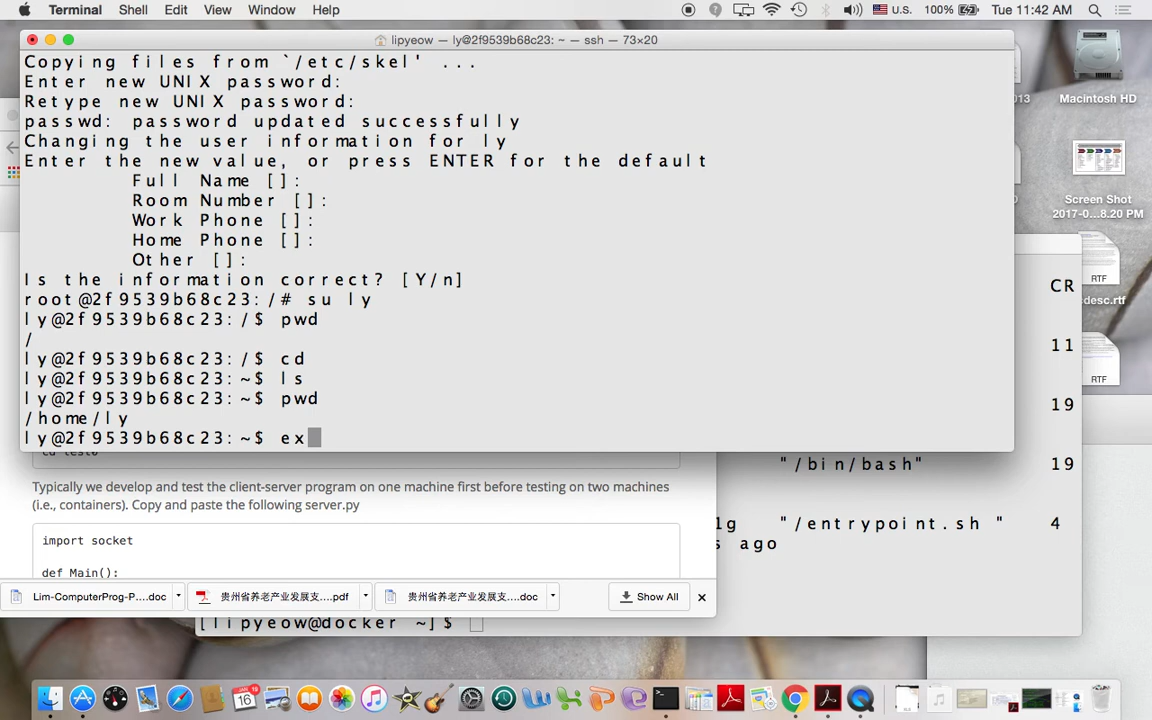 Terminal Shell Edit View Window Help
U.S. 100% Tue 11:42 AM
lipyeow — ly@2f9539b68c23: ~ — ssh — 73×20
Copying files from `/etc/skel' ...
Enter new UNIX password:
Retype new UNIX password:
passwd: password updated successfully
Changing the user information for ly
Enter the new value, or press ENTER for the default
Full Name []:
Room Number []:
Work Phone []:
Home Phone []:
Other []:
Is the information correct? [Y/n]
root@2f9539b68c23:/# su ly
ly@2f9539b68c23:/$ pwd
/
ly@2f9539b68c23:/$ cd
ly@2f9539b68c23:~$ ls
ly@2f9539b68c23:~$ pwd
/home/ly
ly@2f9539b68c23:~$ ex
013
Macintosh HD
Screen Shot
2017-0...8.20 PM
RTF
cdesc.rtf
RTF
CR
11
19
"/bin/bash" 19
lg "/entrypoint.sh" 4
s ago
[lipyeow@docker ~]$
Typically we develop and test the client-server program on one machine first before testing on two machines
(i.e., containers). Copy and paste the following server.py
import socket
def Main():
Lim-ComputerProg-P....doc
贵州省养老产业发展支....pdf
贵州省养老产业发展支....doc
Show All
16